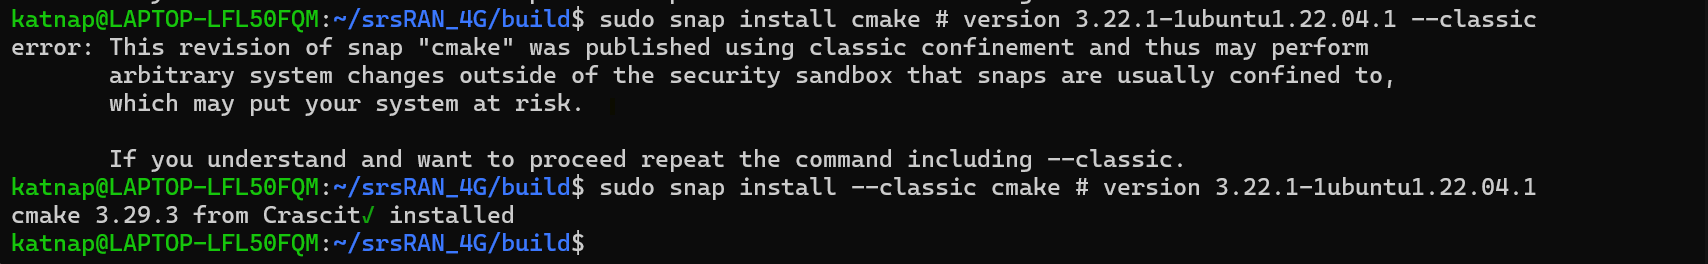 katnap@LAPTOP-LFL50FQM:~/srsRAN_4G/build$ sudo snap install cmake # version 3.22.1-1ubuntu1.22.04.1 --classic
error: This revision of snap "cmake" was published using classic confinement and thus may perform
       arbitrary system changes outside of the security sandbox that snaps are usually confined to,
       which may put your system at risk.

       If you understand and want to proceed repeat the command including --classic.
katnap@LAPTOP-LFL50FQM:~/srsRAN_4G/build$ sudo snap install --classic cmake # version 3.22.1-1ubuntu1.22.04.1
cmake 3.29.3 from Crascit✓ installed
katnap@LAPTOP-LFL50FQM:~/srsRAN_4G/build$